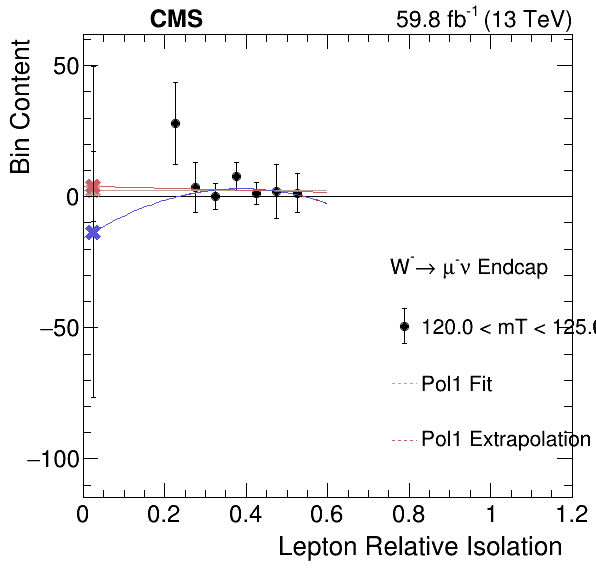 CMS 59.8 fb⁻¹ (13 TeV)
Bin Content
50
0
−50
−100
W⁻→ μ⁻ν Endcap
120.0 < mT < 125.0
Pol1 Fit
Pol1 Extrapolation
0 0.2 0.4 0.6 0.8 1 1.2
Lepton Relative Isolation